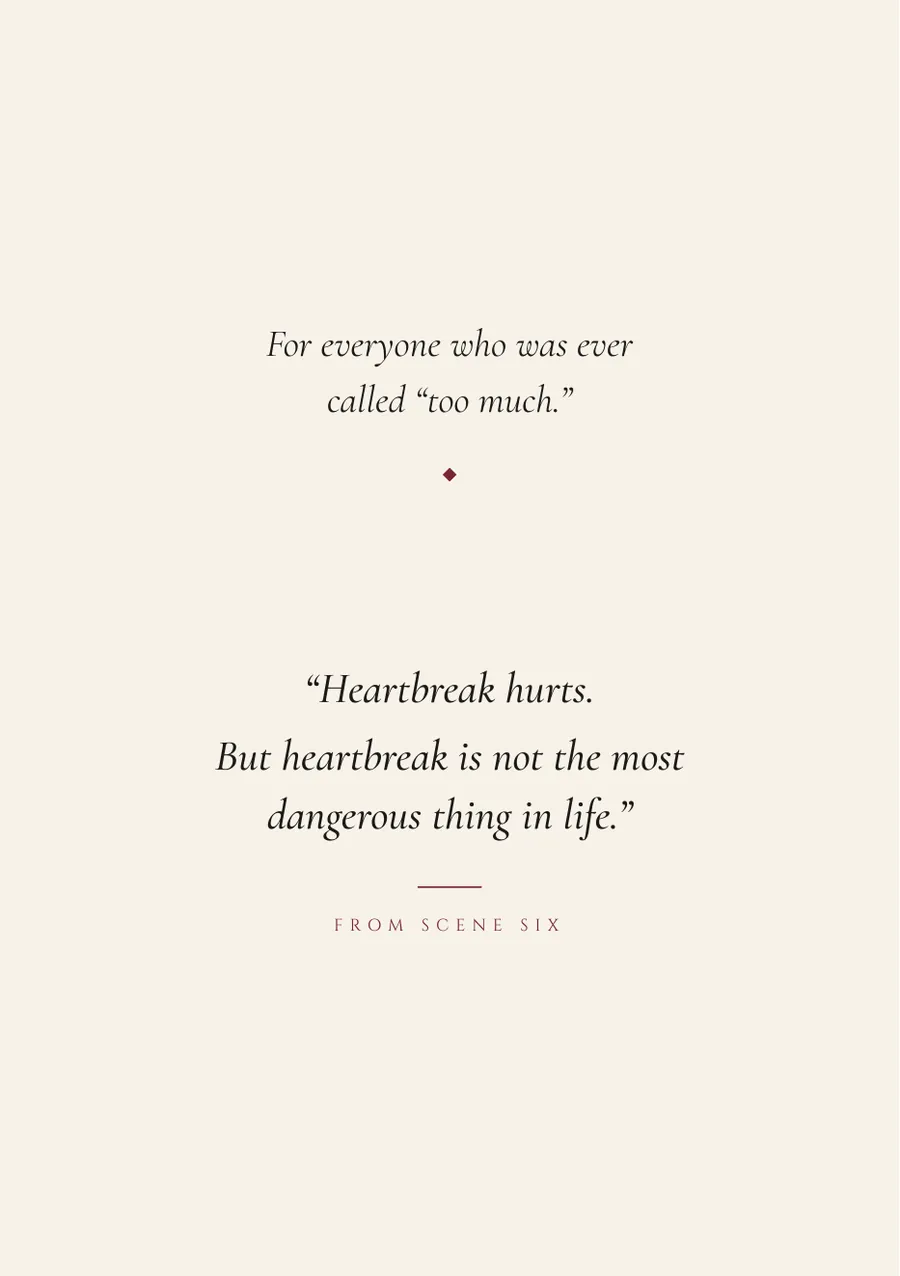 For everyone who was ever
called “too much.”
“Heartbreak hurts.
But heartbreak is not the most
dangerous thing in life.”
FROM SCENE SIX